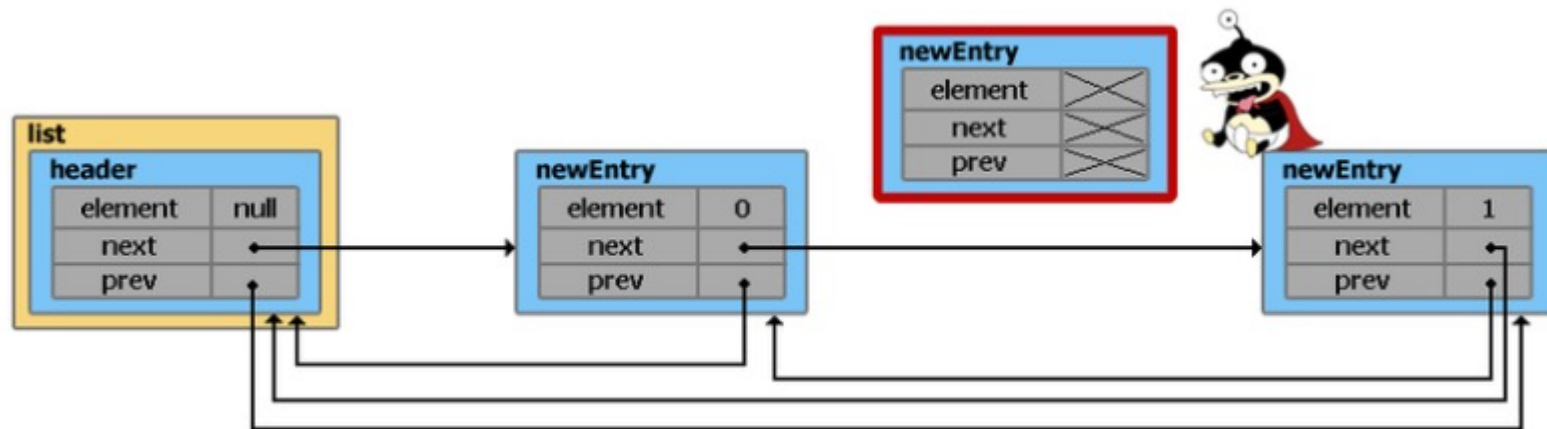 newEntry
element
next
prev
list
header
element null
next
prev
newEntry
element 0
next
prev
newEntry
element 1
next
prev